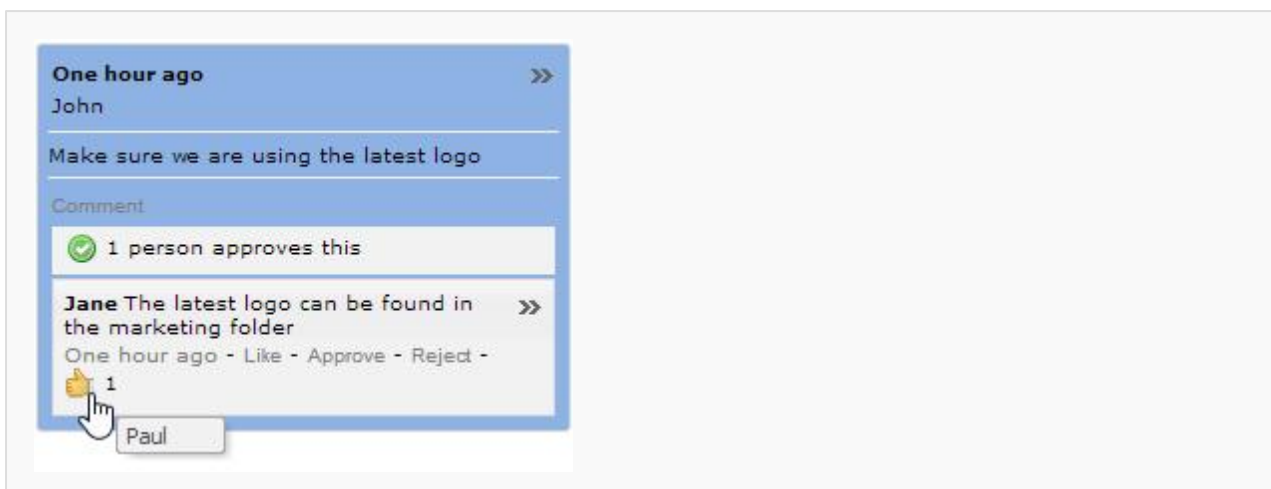 One hour ago »
John
Make sure we are using the latest logo
Comment
1 person approves this
Jane The latest logo can be found in »
the marketing folder
One hour ago - Like - Approve - Reject -
1
Paul